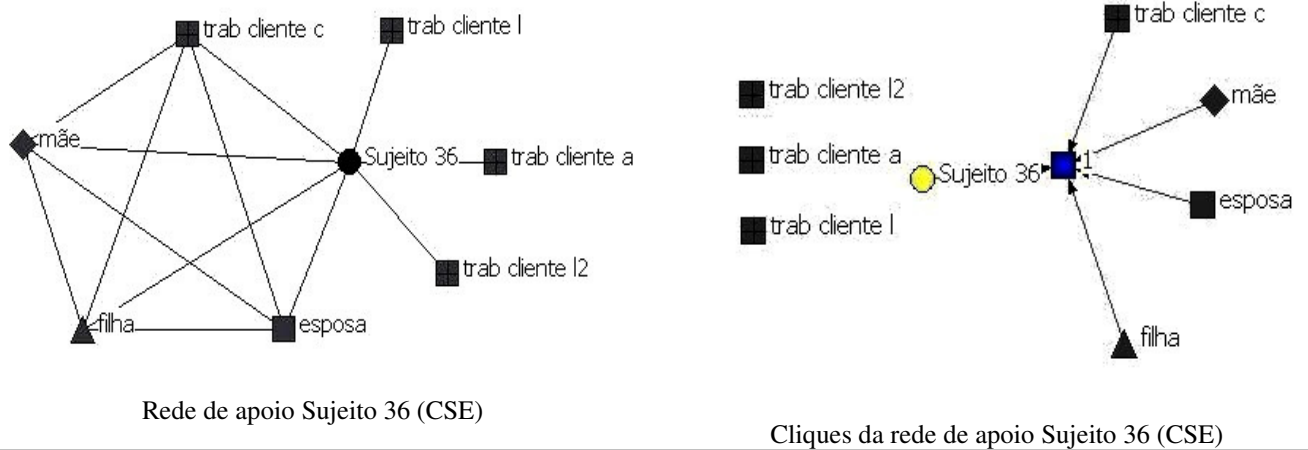 trab cliente c
trab cliente l
mãe
Sujeito 36
trab cliente a
trab cliente l2
filha
esposa
Rede de apoio Sujeito 36 (CSE)
trab cliente c
trab cliente l2
mãe
trab cliente a
Sujeito 36
1
esposa
trab cliente l
filha
Cliques da rede de apoio Sujeito 36 (CSE)